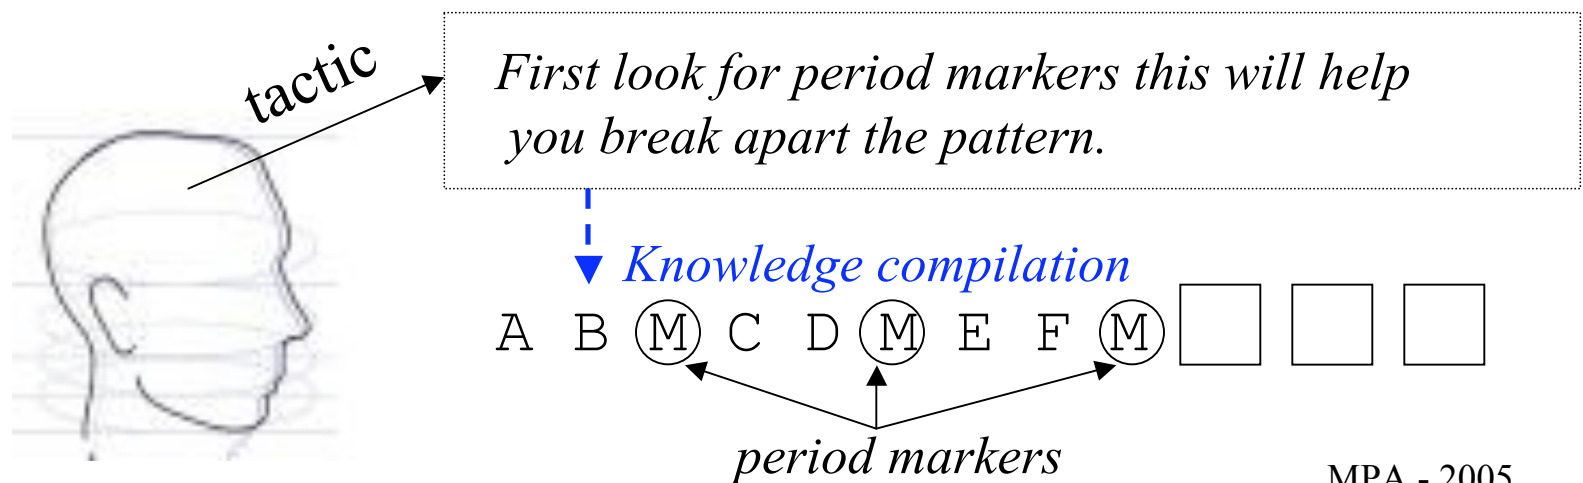 tactic
First look for period markers this will help
you break apart the pattern.
Knowledge compilation
A B M C D M E F M
period markers
MPA - 2005